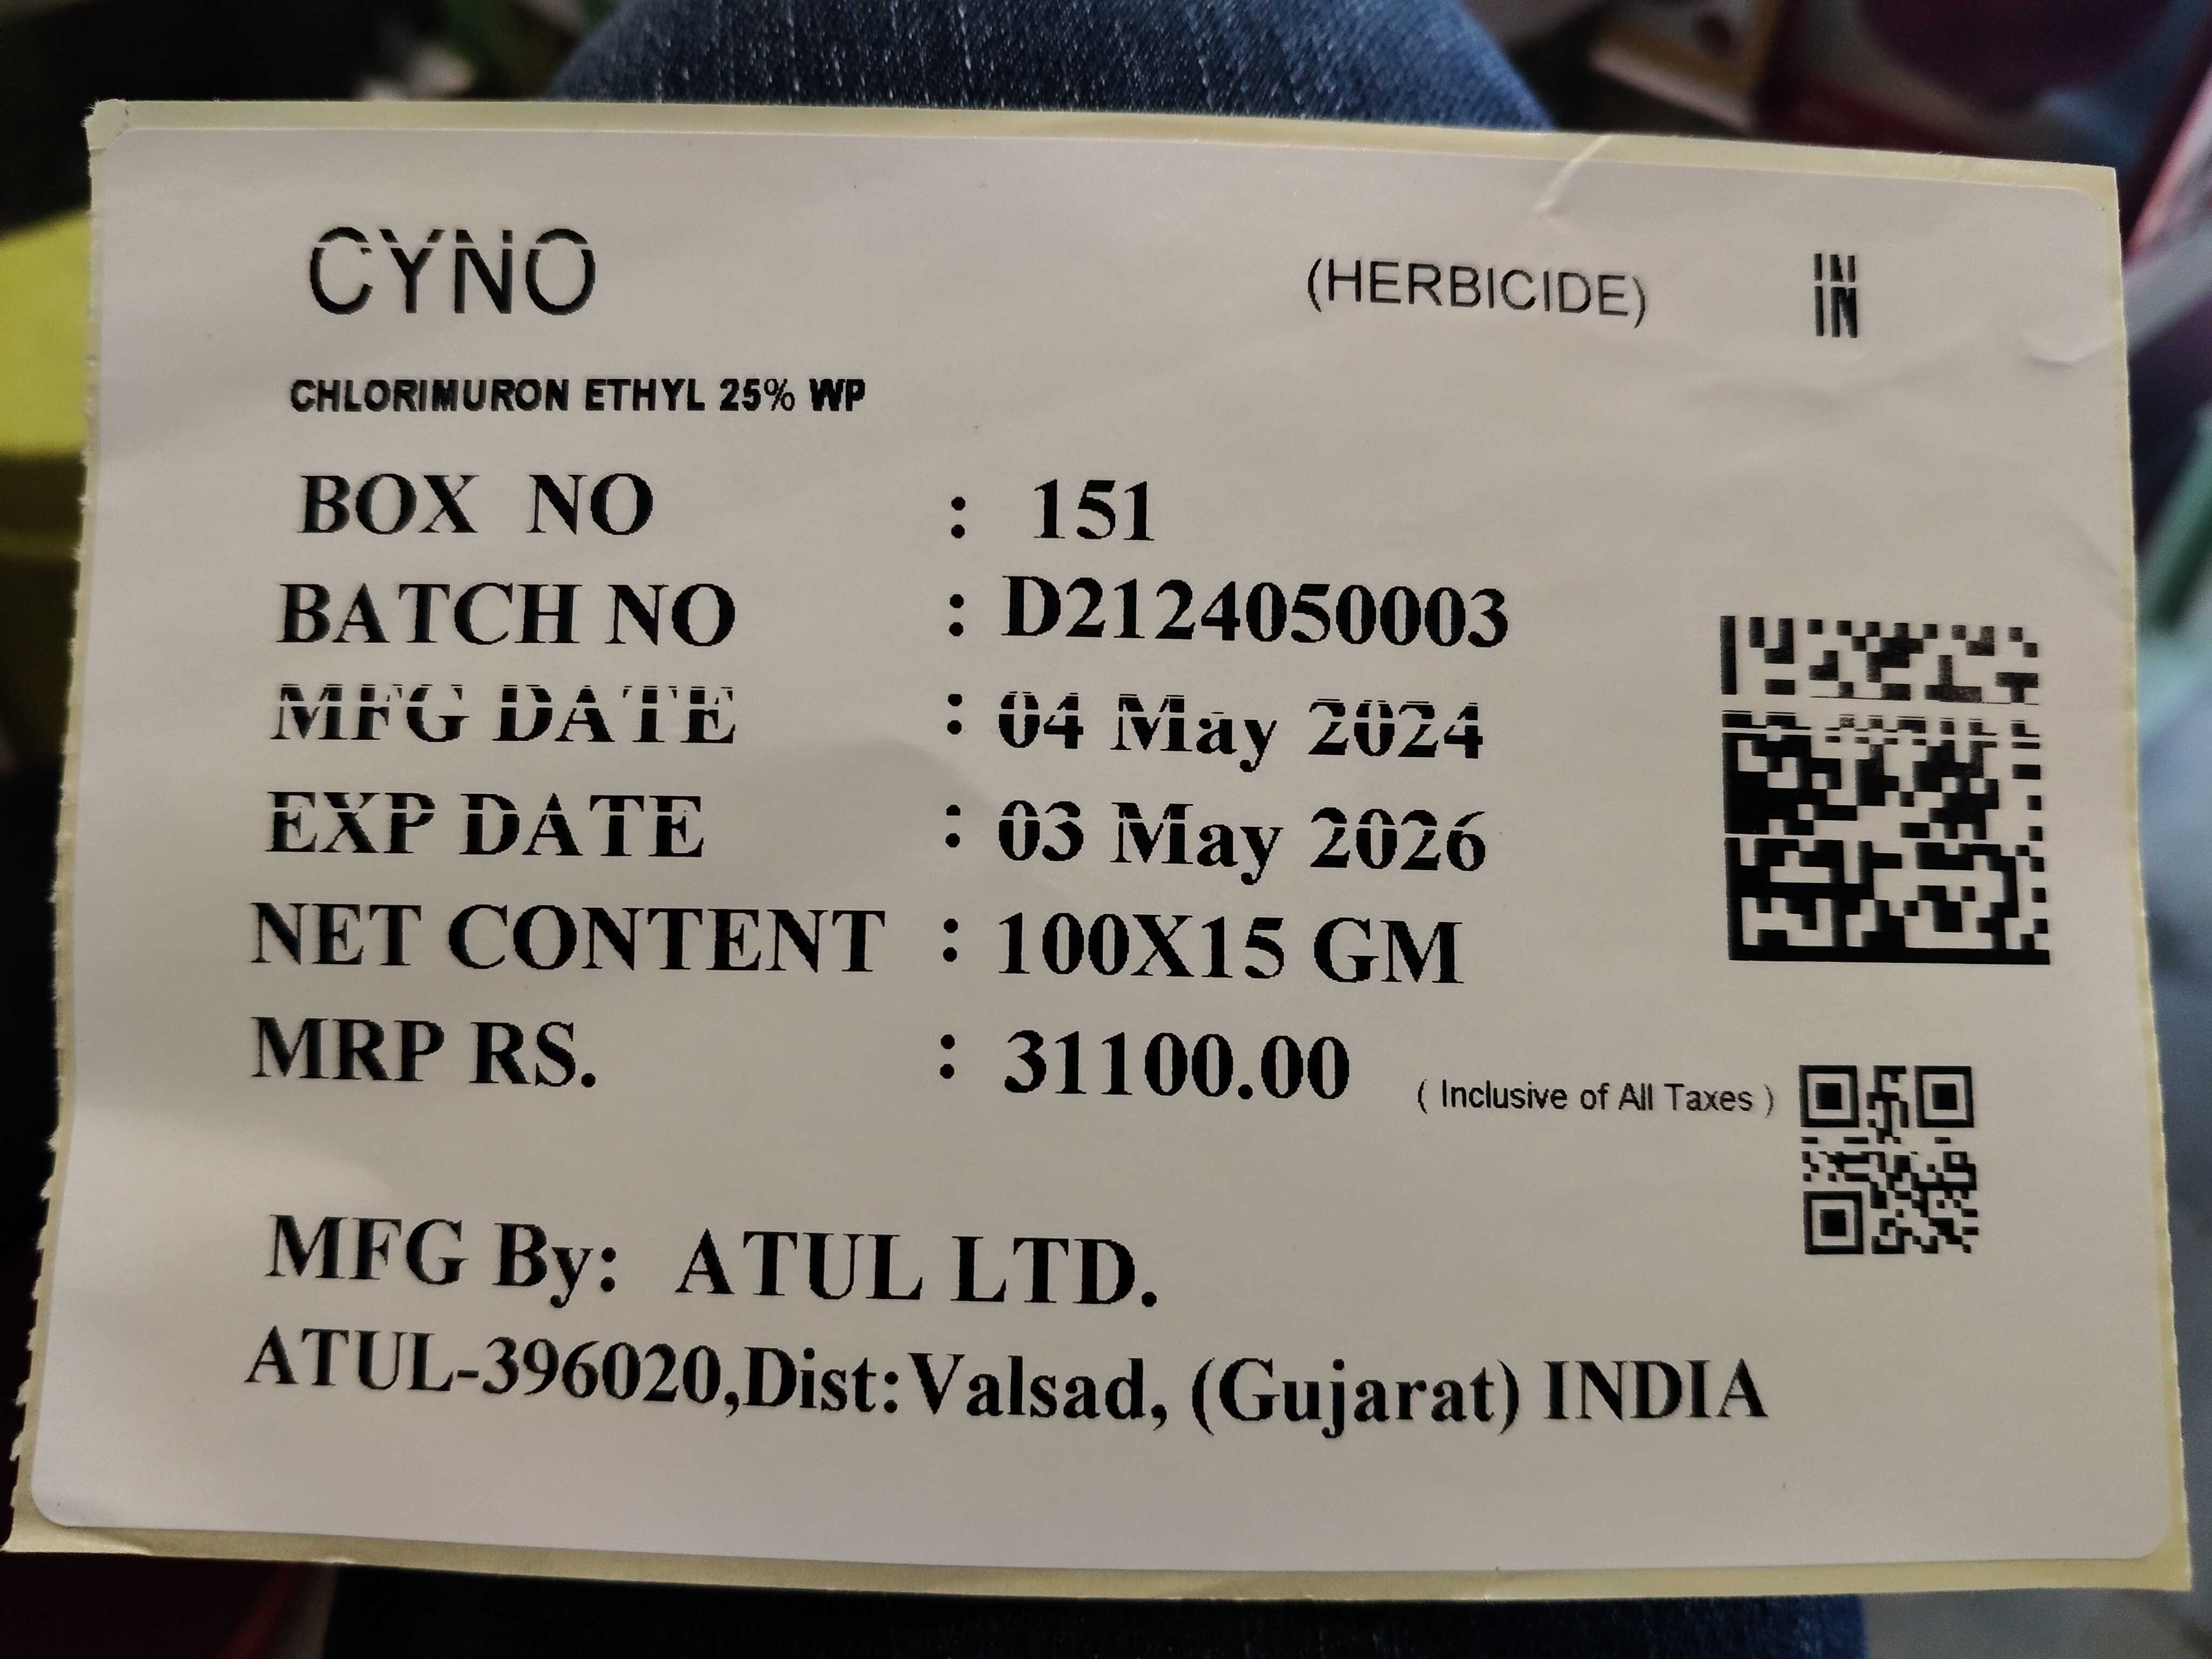 CYNO (HERBICIDE) IN
CHLORIMURON ETHYL 25% WP
BOX NO : 151
BATCH NO : D2124050003
MFG DATE : 04 May 2024
EXP DATE : 03 May 2026
NET CONTENT : 100X15 GM
MRP RS. : 31100.00 ( Inclusive of All Taxes )
MFG By: ATUL LTD.
ATUL-396020,Dist:Valsad, (Gujarat) INDIA